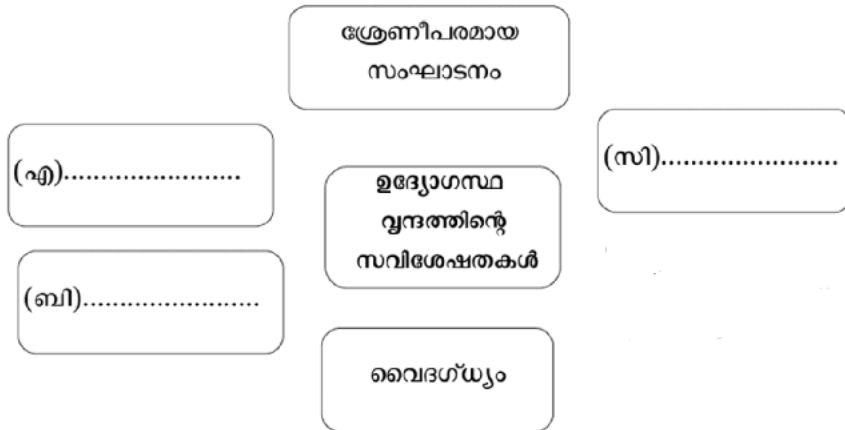 ശ്രേണീപരമായ
സംഘാടനം
(എ)........................
(സി)........................
ഉദ്യോഗസ്ഥ
വൃന്ദത്തിന്റെ
സവിശേഷതകൾ
(ബി)........................
വൈദഗ്ധ്യം